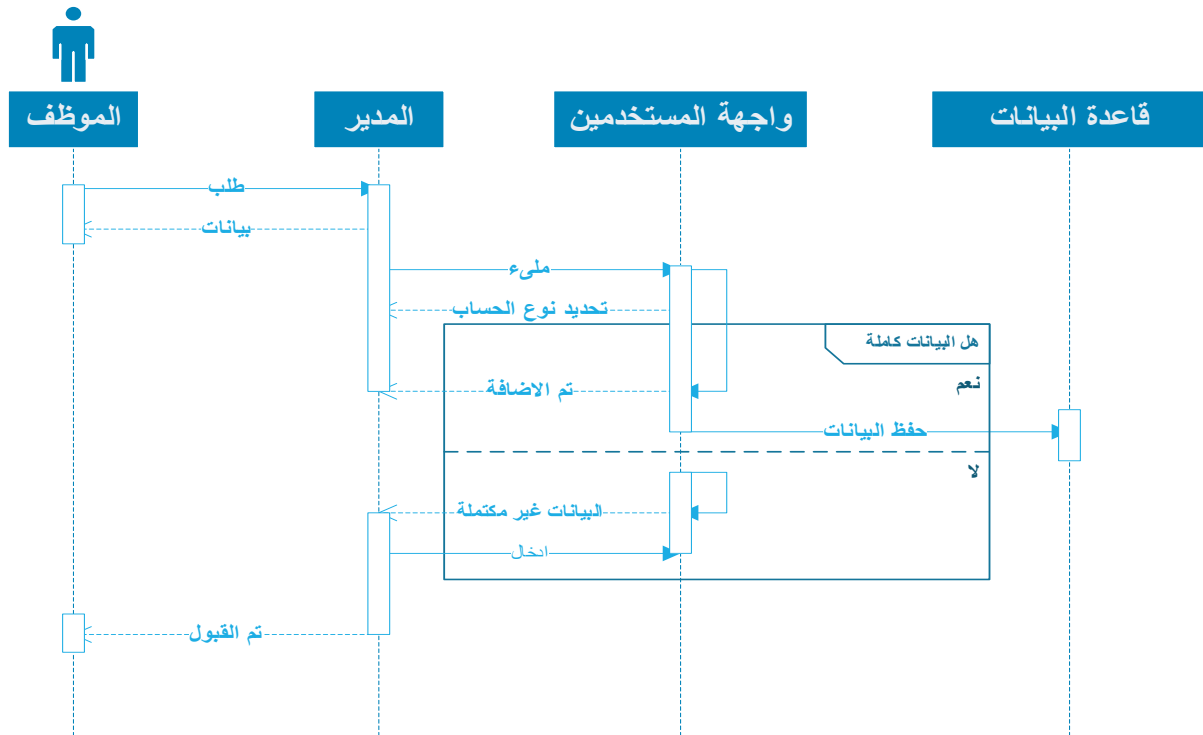 الموظف
المدير
واجهة المستخدمين
قاعدة البيانات
طلب
بيانات
ملىء
تحديد نوع الحساب
هل البيانات كاملة
نعم
تم الاضافة
حفظ البيانات
لا
البيانات غير مكتملة
ادخال
تم القبول